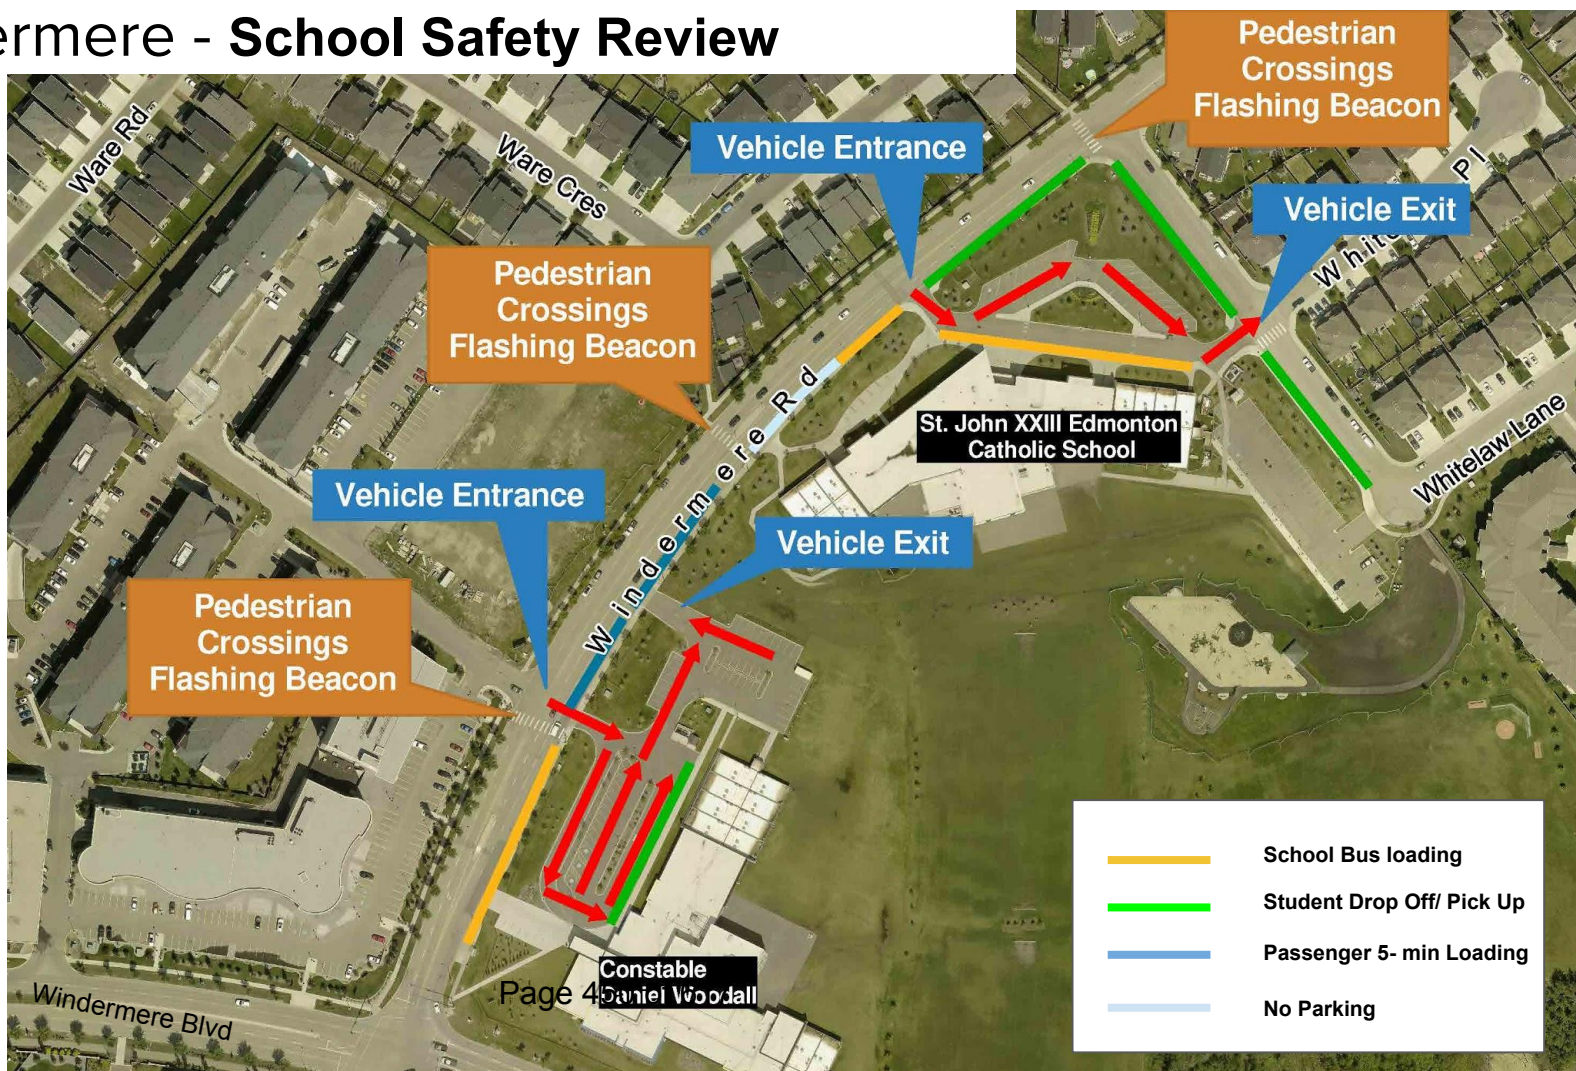 ermere - School Safety Review
Pedestrian
Crossings
Flashing Beacon
Vehicle Entrance
Ware Rd
Ware Cres
Vehicle Exit
Pl
Pedestrian
Crossings
Flashing Beacon
Windermere Rd
St. John XXIII Edmonton
Catholic School
Whitelaw Lane
Vehicle Entrance
Vehicle Exit
Pedestrian
Crossings
Flashing Beacon
School Bus loading
Student Drop Off/ Pick Up
Passenger 5- min Loading
No Parking
Constable
Daniel Woodall
Page
Windermere Blvd